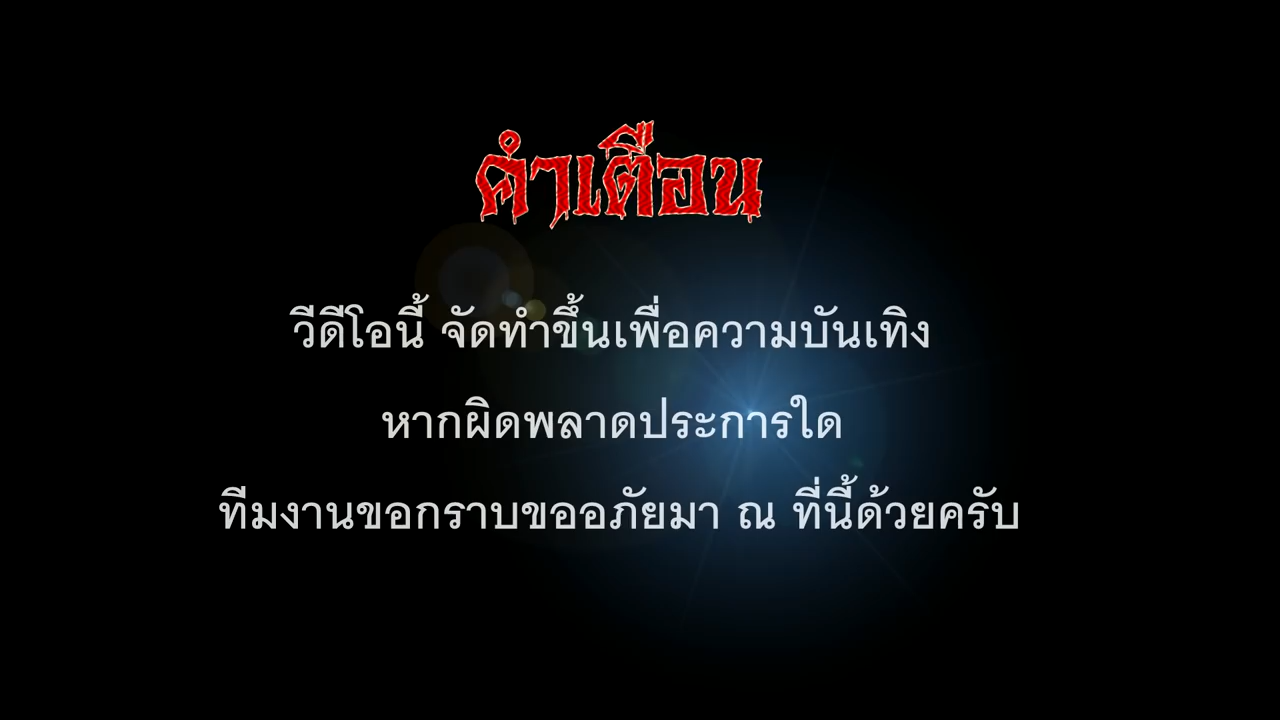 คำเตือน
วีดีโอนี้ จัดทำขึ้นเพื่อความบันเทิง
หากผิดพลาดประการใด
ทีมงานขอกราบขออภัยมา ณ ที่นี้ด้วยครับ